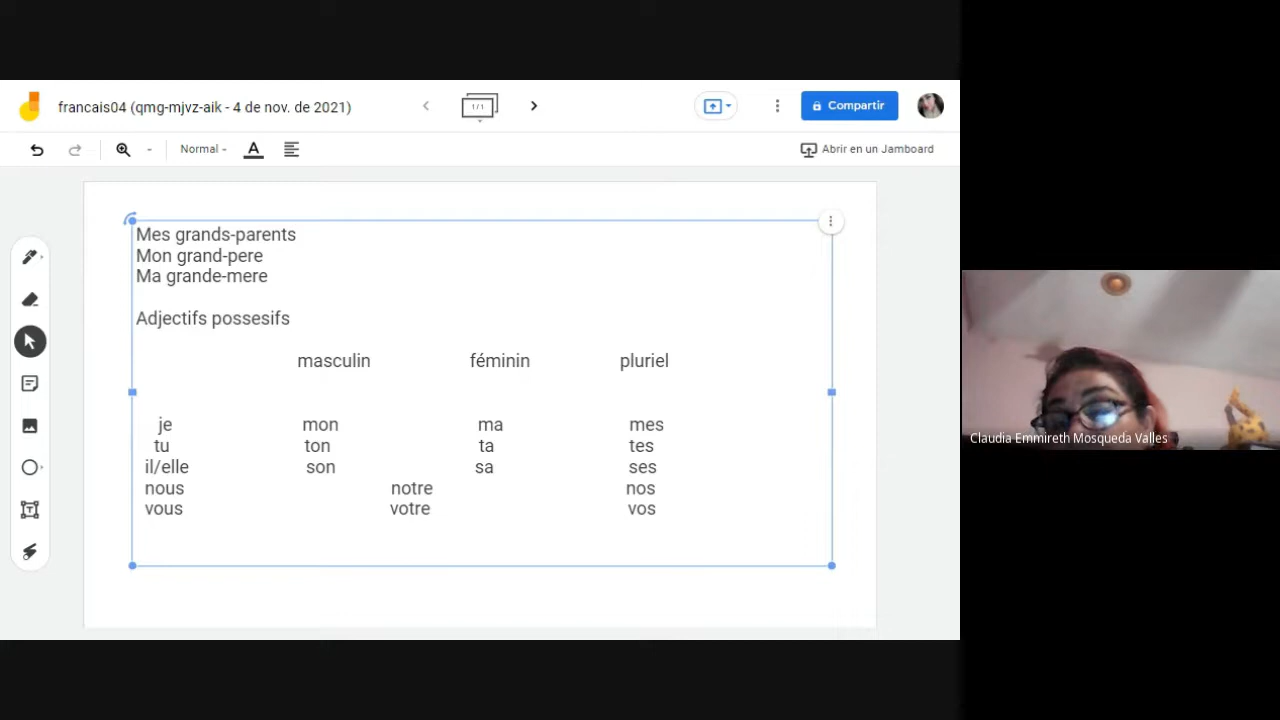 francais04 (qmg-mjvz-aik - 4 de nov. de 2021)
1/1
Compartir
Normal
A
Abrir en un Jamboard
Mes grands-parents
Mon grand-pere
Ma grande-mere
Adjectifs possesifs
masculin féminin pluriel
je mon ma mes
tu ton ta tes
il/elle son sa ses
nous notre nos
vous votre vos
Claudia Emmireth Mosqueda Valles